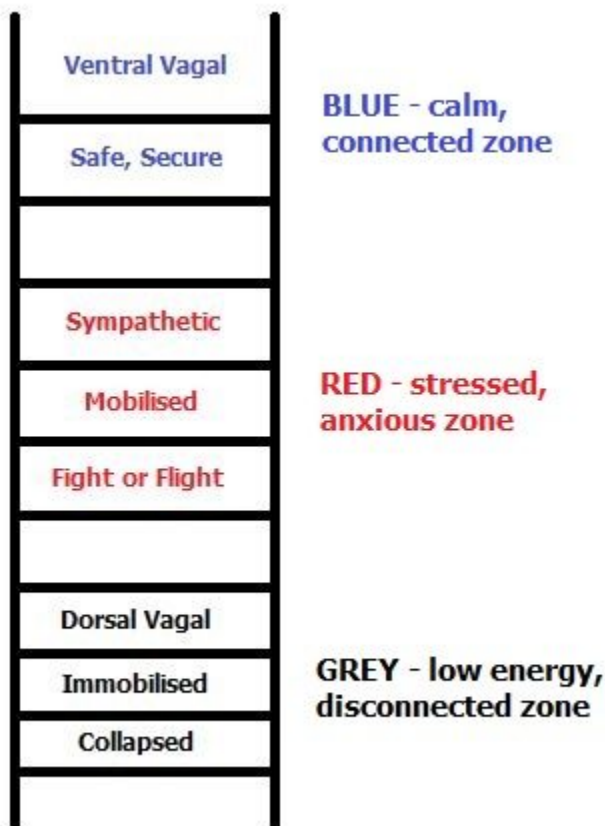 Ventral Vagal
BLUE - calm,
connected zone
Safe, Secure
Sympathetic
Mobilised
RED - stressed,
anxious zone
Fight or Flight
Dorsal Vagal
Immobilised
GREY - low energy,
disconnected zone
Collapsed